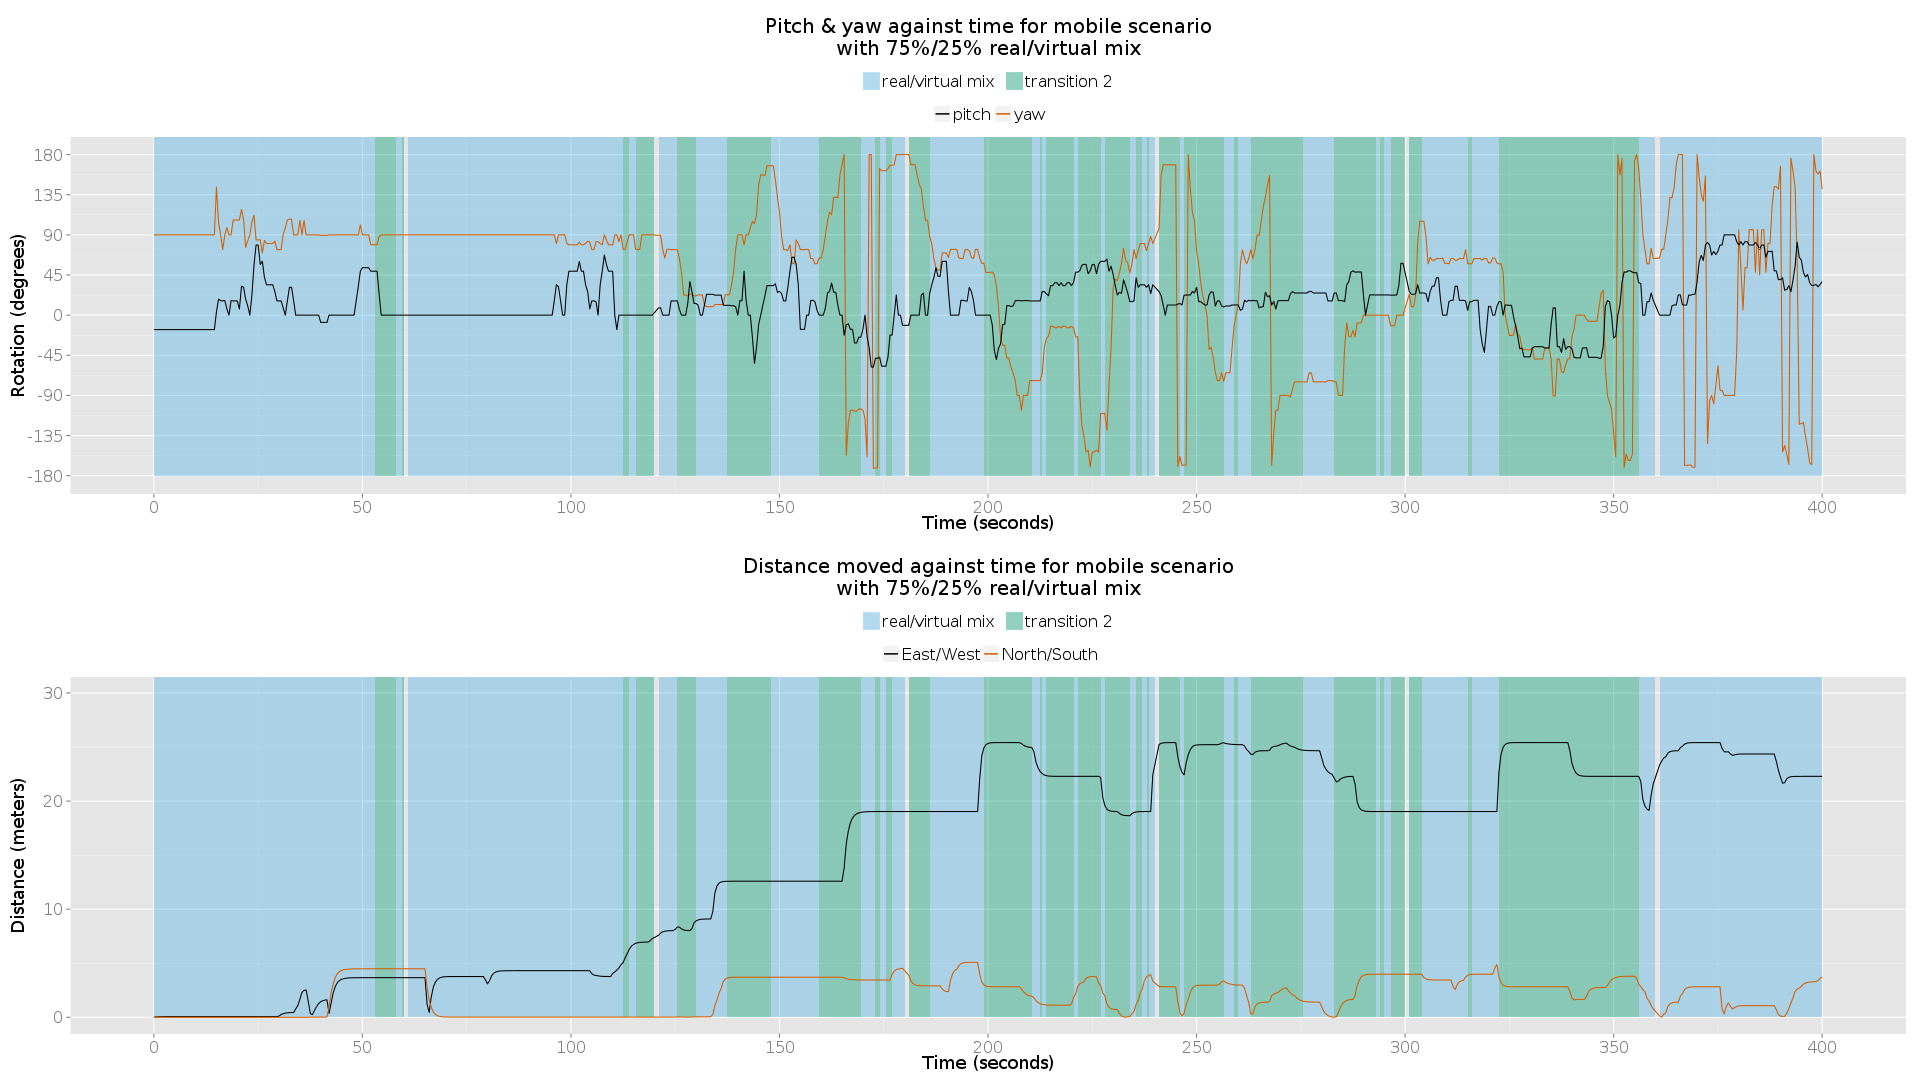 Pitch & yaw against time for mobile scenario
with 75%/25% real/virtual mix
real/virtual mix transition 2
pitch yaw
Rotation (degrees)
180
135
90
45
0
-45
-90
-135
-180
0 50 100 150 200 250 300 350 400
Time (seconds)
Distance moved against time for mobile scenario
with 75%/25% real/virtual mix
real/virtual mix transition 2
East/West North/South
Distance (meters)
30
20
10
0
0 50 100 150 200 250 300 350 400
Time (seconds)